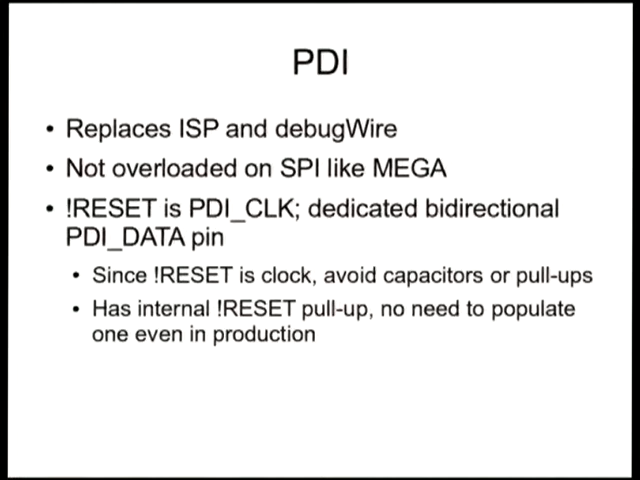 PDI
• Replaces ISP and debugWire
• Not overloaded on SPI like MEGA
• !RESET is PDI_CLK; dedicated bidirectional
PDI_DATA pin
• Since !RESET is clock, avoid capacitors or pull-ups
• Has internal !RESET pull-up, no need to populate
one even in production